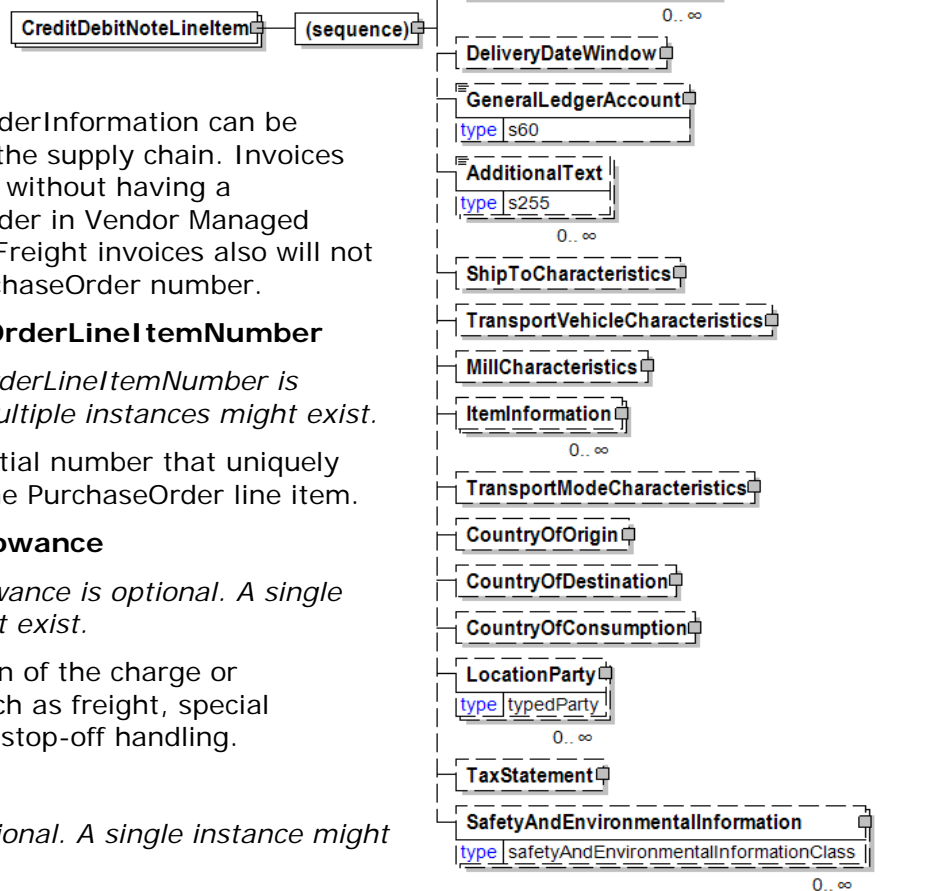 CreditDebitNoteLineItem
(sequence)
derInformation can be
the supply chain. Invoices
without having a
der in Vendor Managed
Freight invoices also will not
chaseOrder number.
OrderLineItemNumber
derLineItemNumber is
ultiple instances might exist.
tial number that uniquely
e PurchaseOrder line item.
owance
wance is optional. A single
t exist.
n of the charge or
ch as freight, special
stop-off handling.
ional. A single instance might
0.. ∞
DeliveryDateWindow
GeneralLedgerAccount
type s60
AdditionalText
type s255
0.. ∞
ShipToCharacteristics
TransportVehicleCharacteristics
MillCharacteristics
ItemInformation
0.. ∞
TransportModeCharacteristics
CountryOfOrigin
CountryOfDestination
CountryOfConsumption
LocationParty
type typedParty
0.. ∞
TaxStatement
SafetyAndEnvironmentalInformation
type safetyAndEnvironmentalInformationClass
0.. ∞